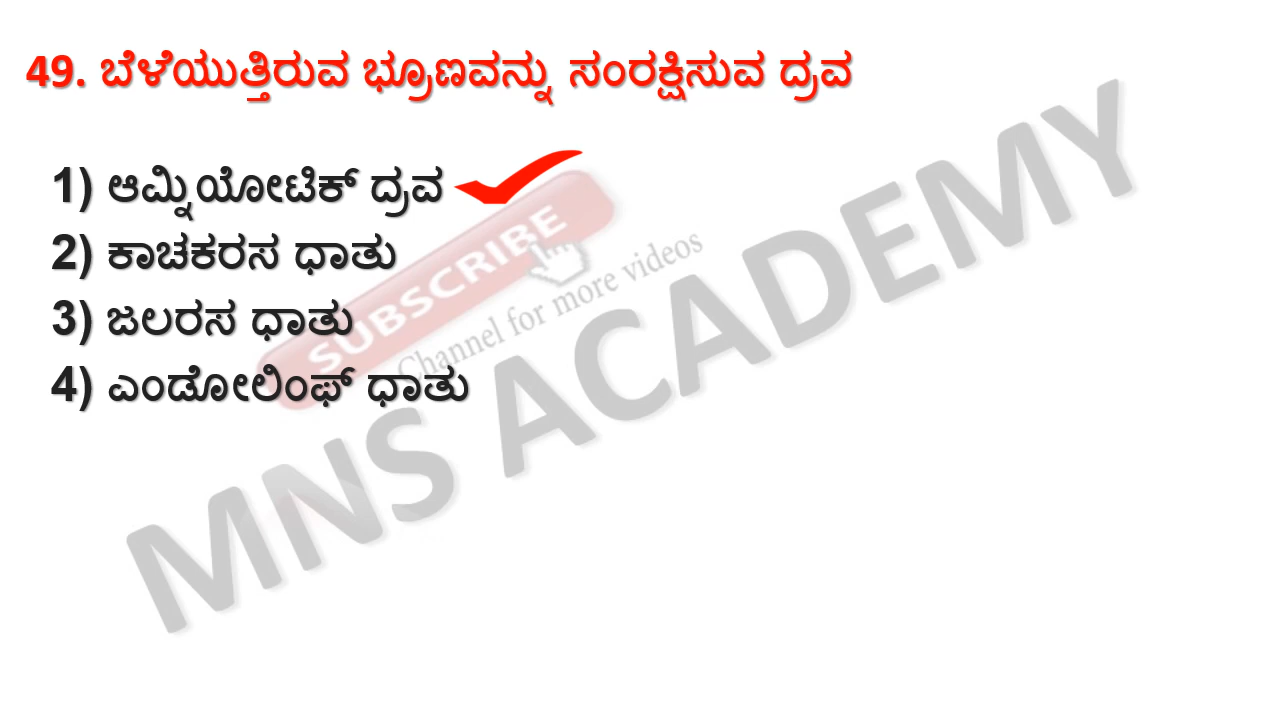 49. ಬೆಳೆಯುತ್ತಿರುವ ಭ್ರೂಣವನ್ನು ಸಂರಕ್ಷಿಸುವ ದ್ರವ
1) ಆಮ್ನಿಯೋಟಿಕ್ ದ್ರವ
2) ಕಾಚಕರಸ ಧಾತು
3) ಜಲರಸ ಧಾತು
4) ಎಂಡೋಲಿಂಫ್ ಧಾತು
SUBSCRIBE
Channel for more videos
MNS ACADEMY